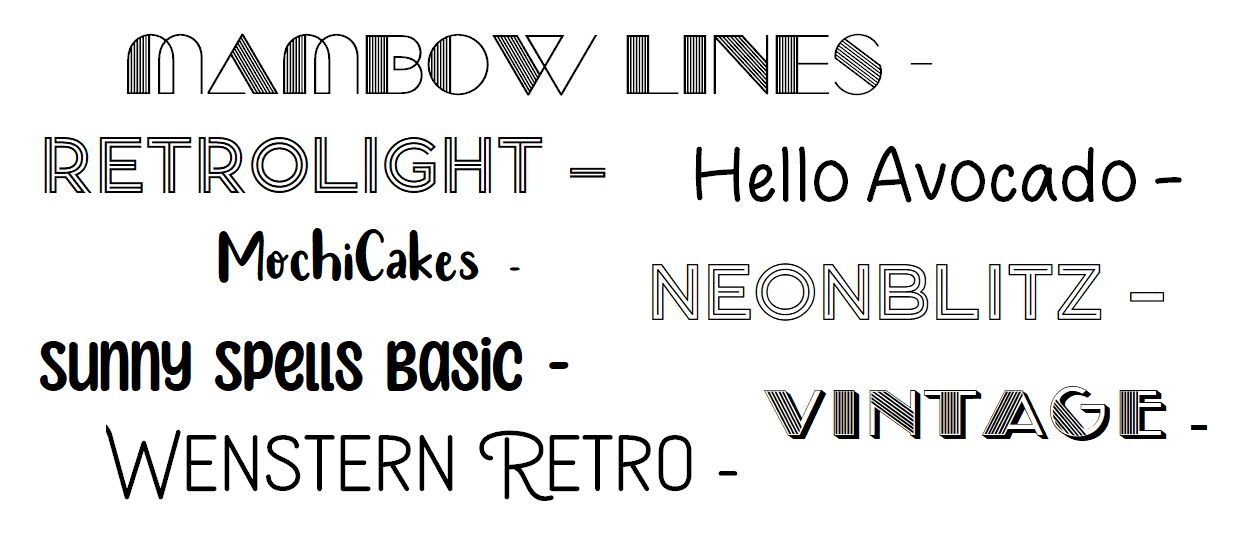 MAMBOW LINES -
RETROLIGHT -
Hello Avocado -
MochiCakes -
NEONBLITZ -
Sunny Spells Basic -
VINTAGE -
WENSTERN RETRO -